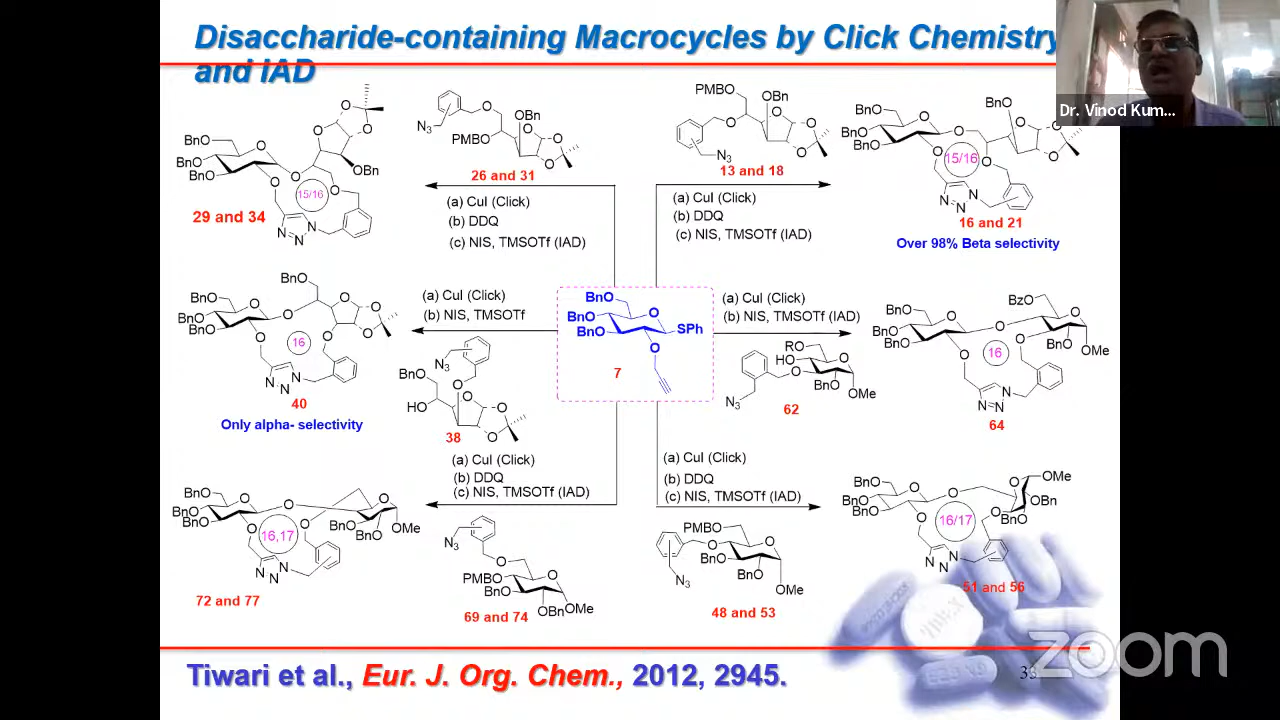 Disaccharide-containing Macrocycles by Click Chemistry
and IAD
Dr. Vinod Kum...
BnO
BnO
BnO
O
O
O
O
O
O
OBn
15/16
O
N
N=N
29 and 34
N3
O
OBn
PMBO
O
O
O
26 and 31
(a) CuI (Click)
(b) DDQ
(c) NIS, TMSOTf (IAD)
PMBO
OBn
O
O
O
O
N3
13 and 18
(a) CuI (Click)
(b) DDQ
(c) NIS, TMSOTf (IAD)
BnO
BnO
BnO
O
O
O
OBn
O
O
O
15/16
N
N=N
16 and 21
Over 98% Beta selectivity
BnO
BnO
BnO
BnO
O
O
O
O
O
O
O
16
N
N=N
40
Only alpha- selectivity
(a) CuI (Click)
(b) NIS, TMSOTf
N3
BnO
O
HO
O
O
O
38
BnO
BnO
BnO
O
SPh
O
7
(a) CuI (Click)
(b) NIS, TMSOTf (IAD)
RO
HO
O
O
BnO
OMe
N3
62
BnO
BnO
BnO
O
O
O
BzO
O
O
BnO
OMe
16
N
N=N
64
(a) CuI (Click)
(b) DDQ
(c) NIS, TMSOTf (IAD)
BnO
BnO
BnO
O
O
O
O
O
BnO
OMe
16,17
N
N=N
72 and 77
N3
O
PMBO
BnO
O
OBn
OMe
69 and 74
(a) CuI (Click)
(b) DDQ
(c) NIS, TMSOTf (IAD)
PMBO
O
O
BnO
BnO
OMe
N3
48 and 53
BnO
BnO
BnO
O
O
O
O
OMe
OBn
OBn
O
16/17
N
N=N
51 and 56
Tiwari et al., Eur. J. Org. Chem., 2012, 2945.
zoom